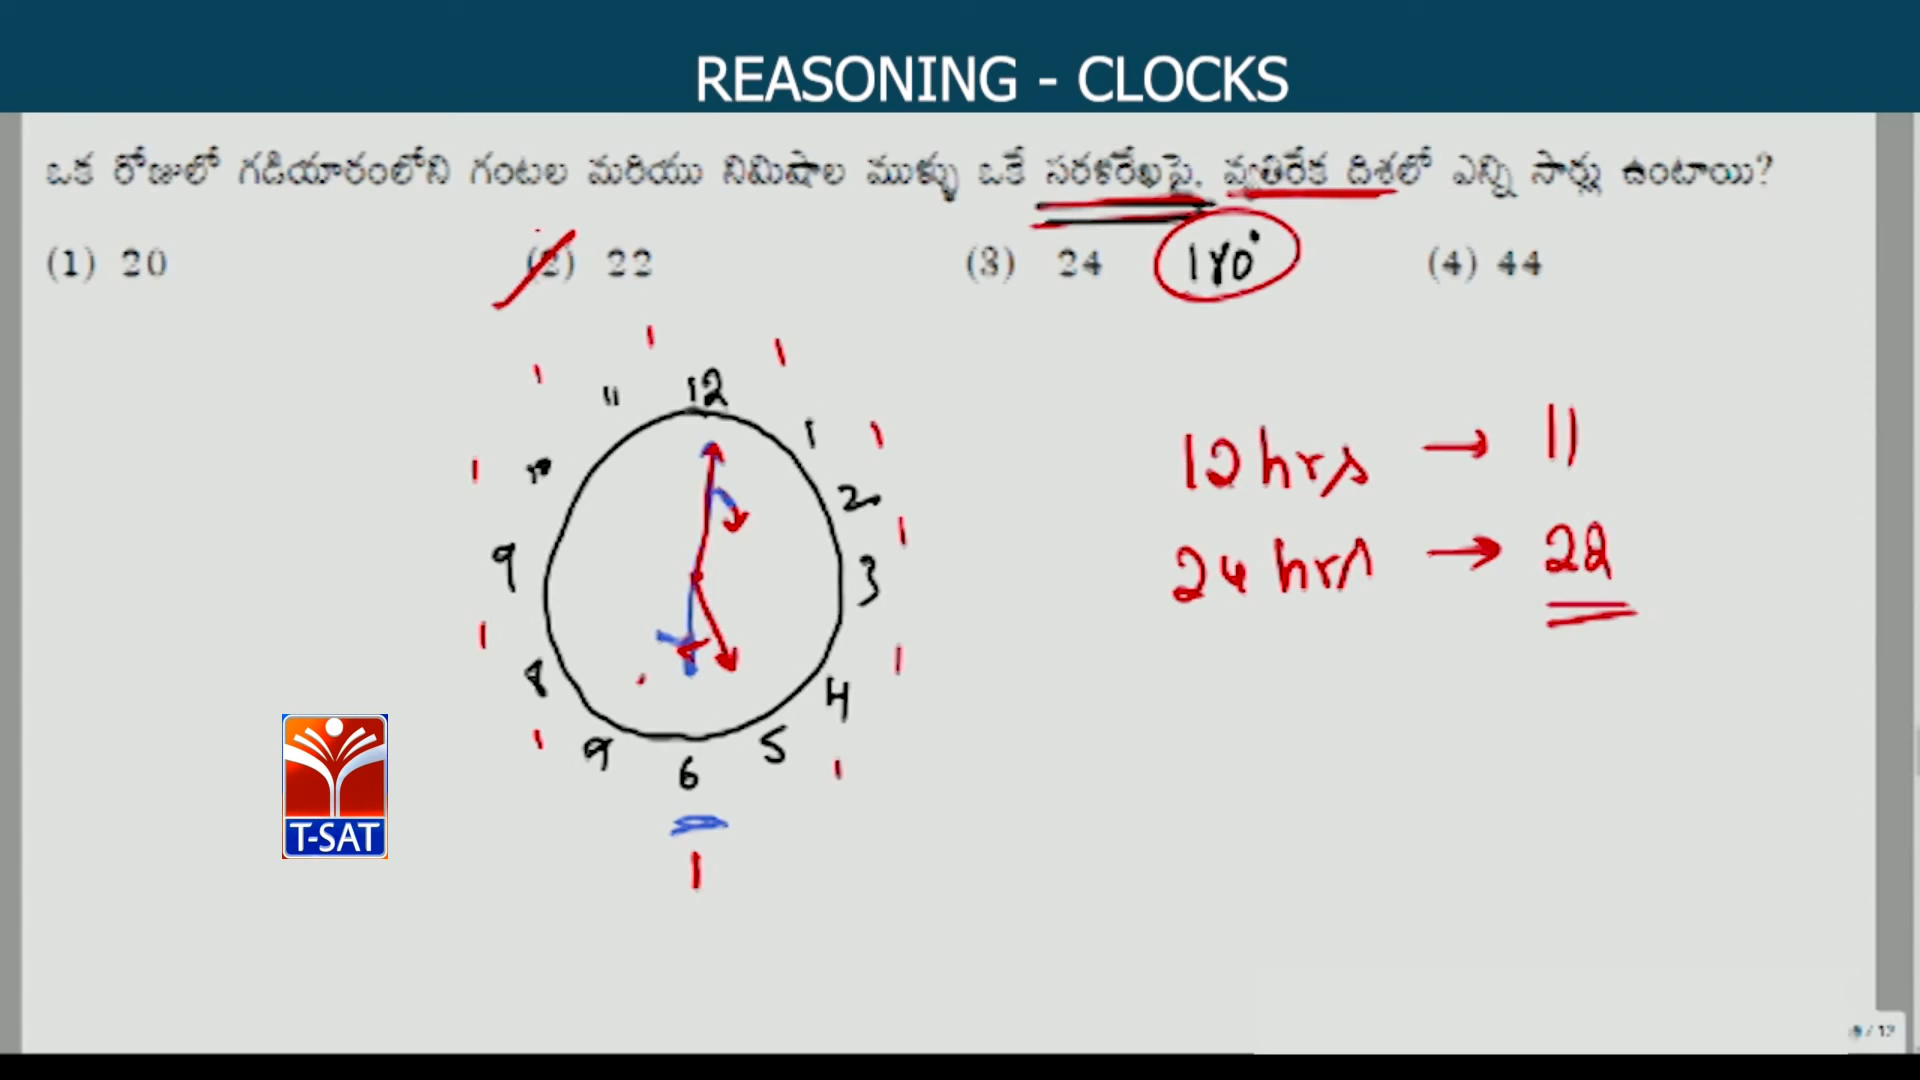 REASONING - CLOCKS
ఒక రోజులో గడియారంలోని గంటల మరియు నిమిషాల ముళ్ళు ఒకే సరళరేఖపై, వ్యతిరేక దిశలో ఎన్ని సార్లు ఉంటాయి?
(1) 20 (2) 22 (3) 24 (4) 44
180°
12
11 1
10 2
9 3
8 4
9 5
6
12 hrs → 11
24 hrs → 22
T-SAT
9 / 12